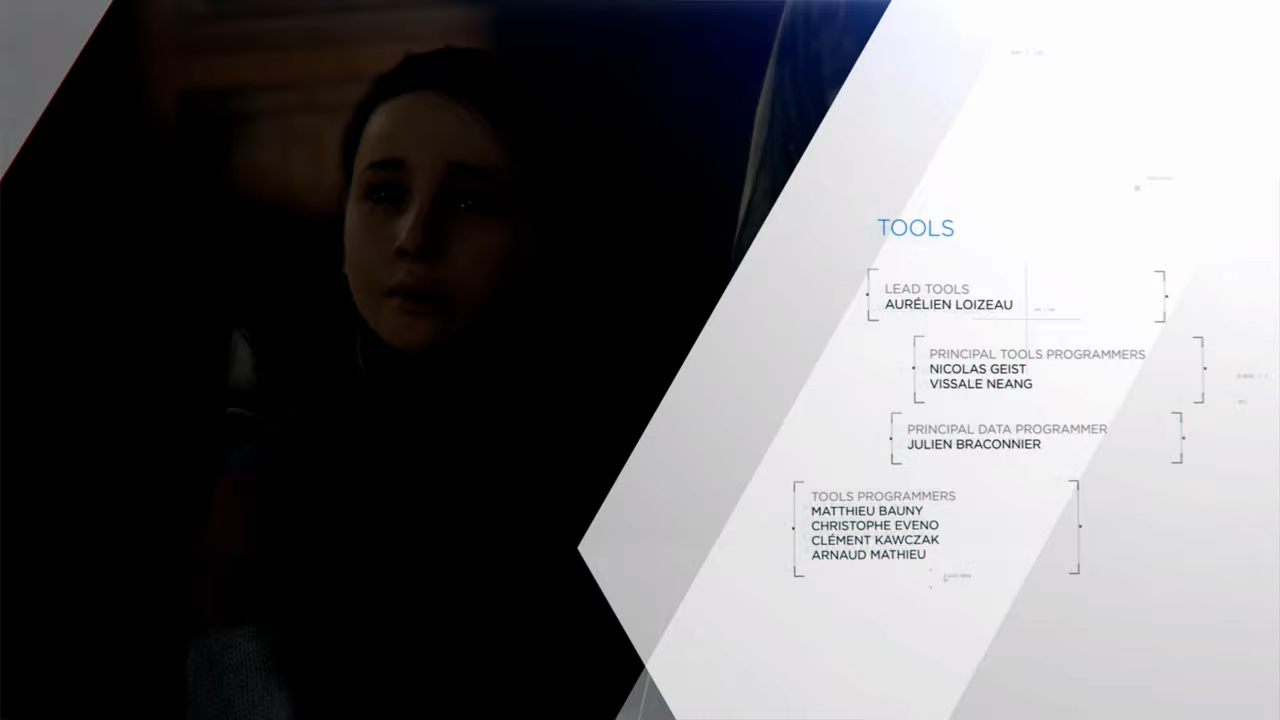 TOOLS
LEAD TOOLS
AURÉLIEN LOIZEAU
PRINCIPAL TOOLS PROGRAMMERS
NICOLAS GEIST
VISSALE NEANG
PRINCIPAL DATA PROGRAMMER
JULIEN BRACONNIER
TOOLS PROGRAMMERS
MATTHIEU BAUNY
CHRISTOPHE EVENO
CLÉMENT KAWCZAK
ARNAUD MATHIEU